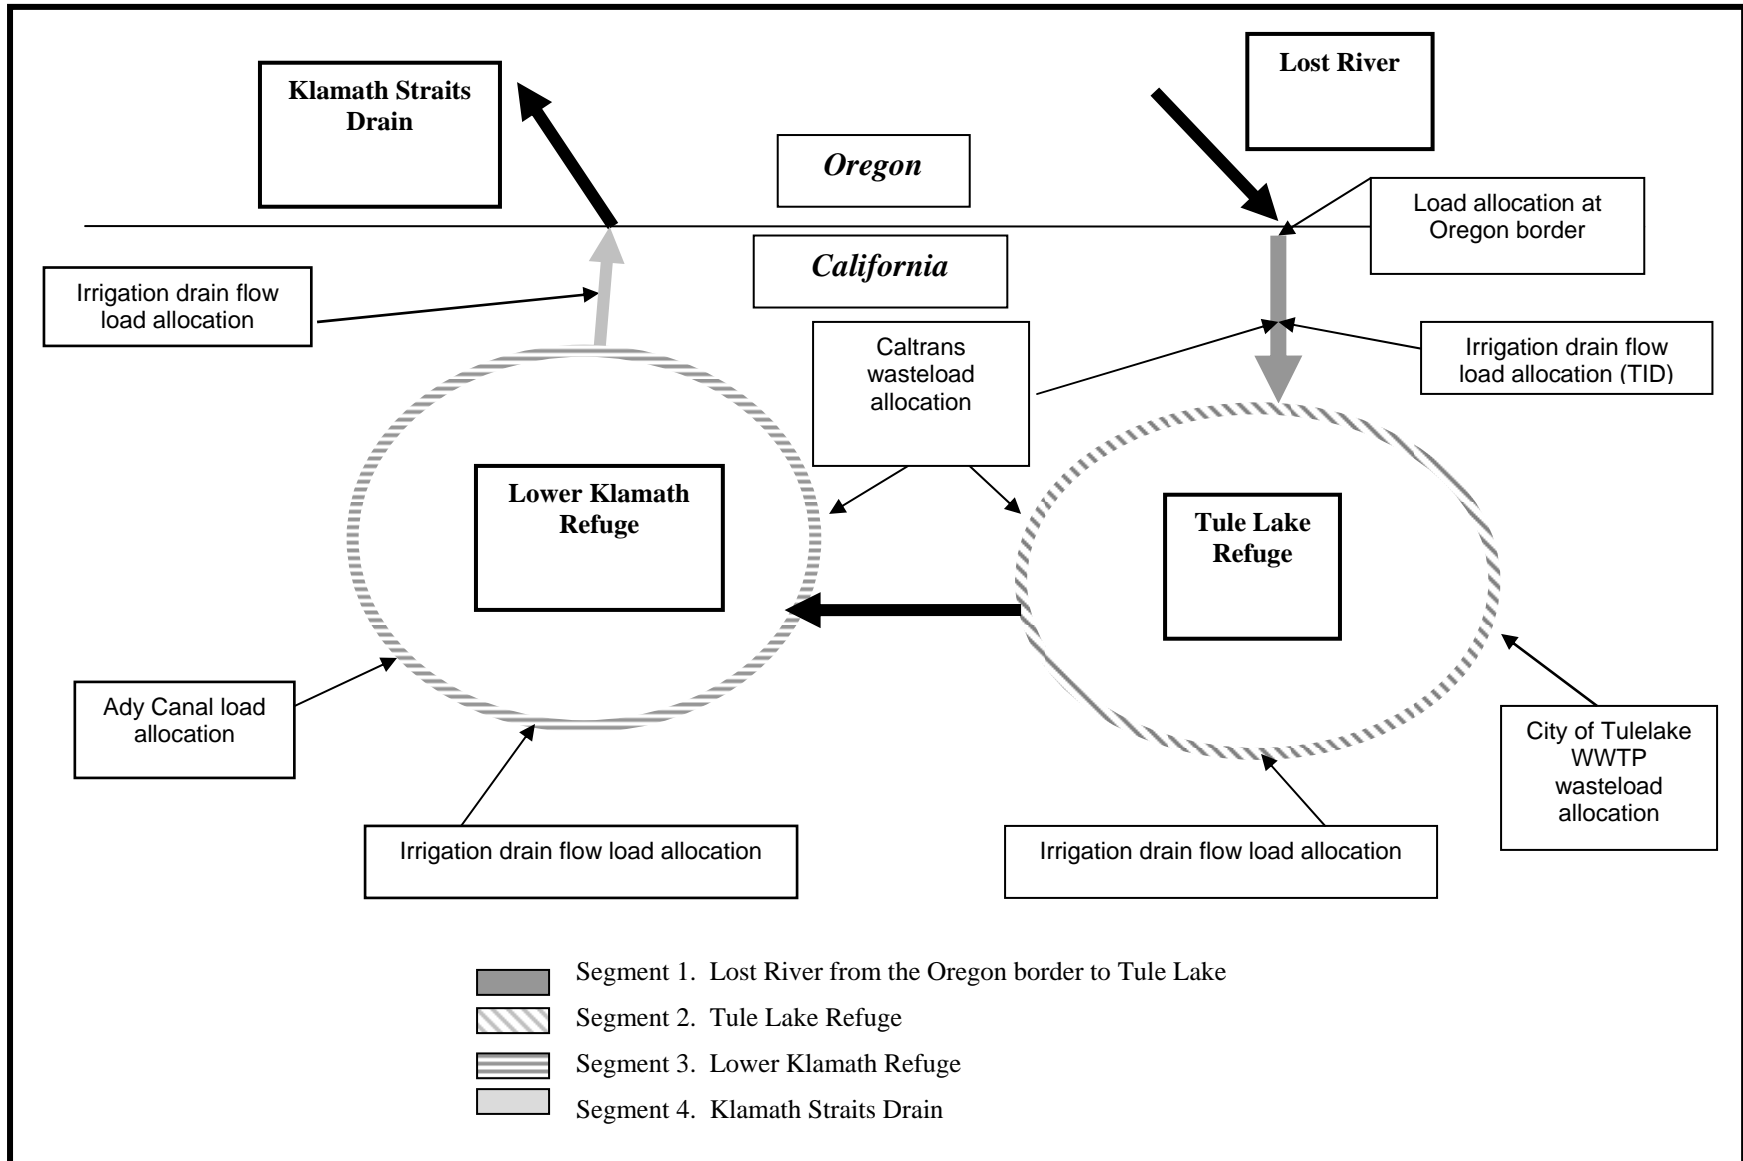 Klamath Straits
Drain
Lost River
Oregon
Load allocation at
Oregon border
California
Irrigation drain flow
load allocation
Caltrans
wasteload
allocation
Irrigation drain flow
load allocation (TID)
Lower Klamath
Refuge
Tule Lake
Refuge
Ady Canal load
allocation
City of Tulelake
WWTP
wasteload
allocation
Irrigation drain flow load allocation
Irrigation drain flow load allocation
Segment 1.  Lost River from the Oregon border to Tule Lake
Segment 2.  Tule Lake Refuge
Segment 3.  Lower Klamath Refuge
Segment 4.  Klamath Straits Drain